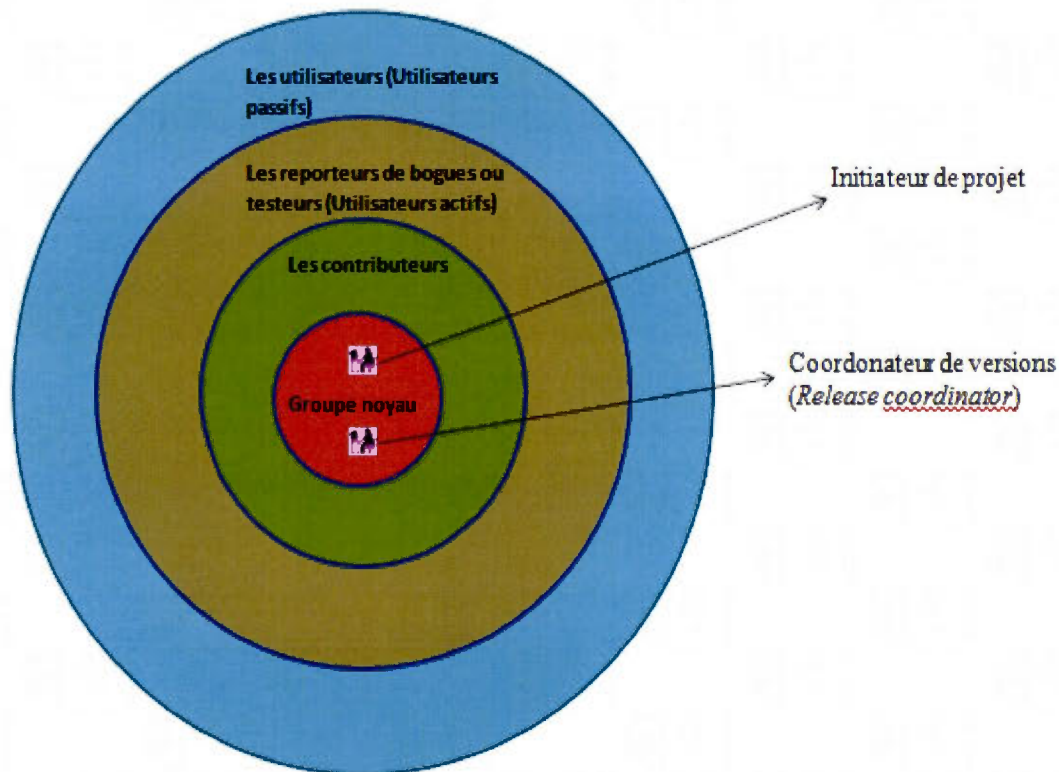 Les utilisateurs (Utilisateurs
passifs)
Les reporteurs de bogues ou
testeurs (Utilisateurs actifs)
Initiateur de projet
Les contributeurs
Coordonateur de versions
(Release coordinator)
Groupe noyau